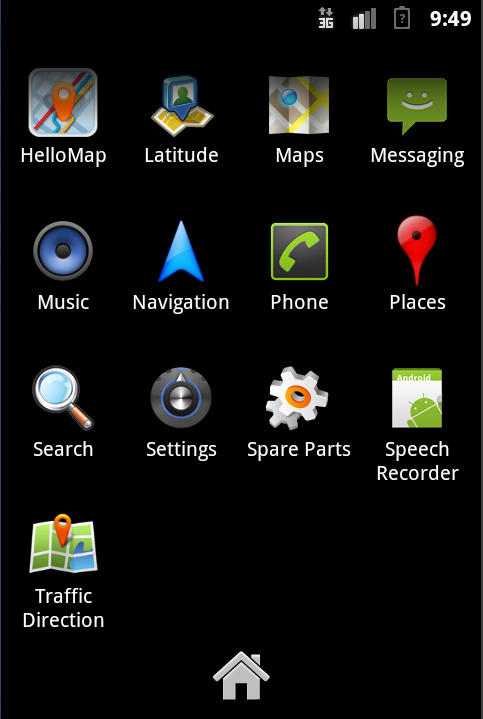 3G 9:49
HelloMap Latitude Maps Messaging
Music Navigation Phone Places
Android
Search Settings Spare Parts Speech
Recorder
Traffic
Direction